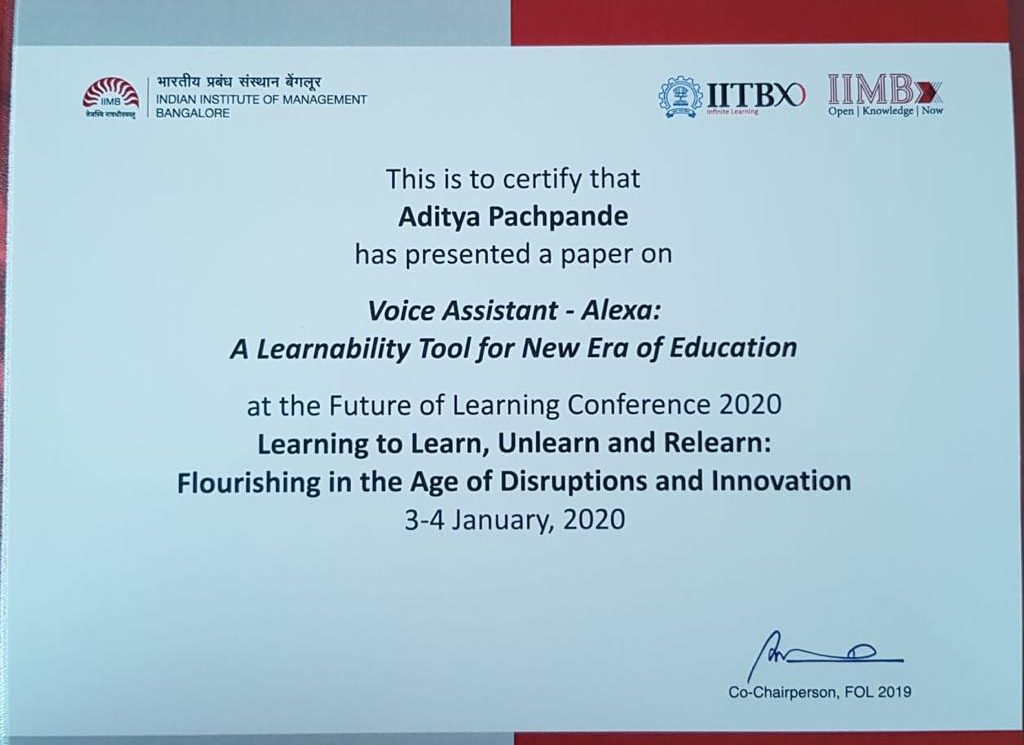 भारतीय प्रबंध संस्थान बेंगलूर
IIMB
INDIAN INSTITUTE OF MANAGEMENT
BANGALORE
तेजस्वि नावधीतमस्तु
IITBX
Infinite Learning
IIMBx
Open | Knowledge | Now
This is to certify that
Aditya Pachpande
has presented a paper on
Voice Assistant - Alexa:
A Learnability Tool for New Era of Education
at the Future of Learning Conference 2020
Learning to Learn, Unlearn and Relearn:
Flourishing in the Age of Disruptions and Innovation
3-4 January, 2020
Co-Chairperson, FOL 2019